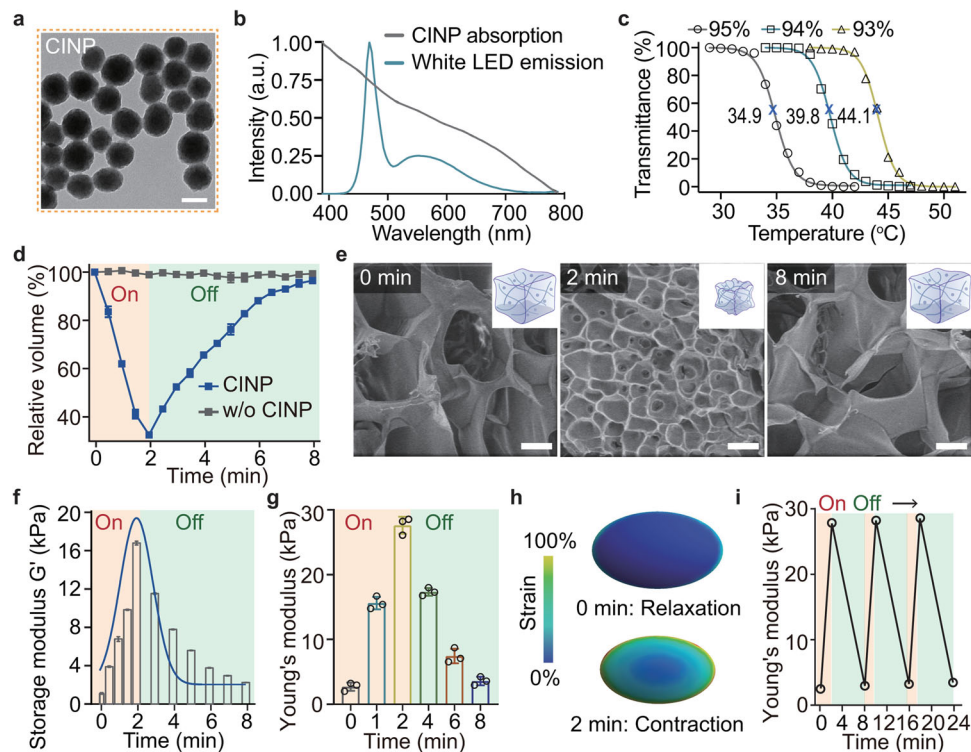 a
CINP
b
Intensity (a.u.)
1.00
0.75
0.50
0.25
0.00
CINP absorption
White LED emission
400
500
600
700
800
Wavelength (nm)
c
95%
94%
93%
Transmittance (%)
100
80
60
40
20
0
34.9
39.8
44.1
30
35
40
45
50
Temperature (°C)
d
Relative volume (%)
100
80
60
40
On
Off
CINP
w/o CINP
0
2
4
6
8
Time (min)
e
0 min
2 min
8 min
f
Storage modulus G' (kPa)
20
16
12
8
4
0
On
Off
0
2
4
6
8
Time (min)
g
Young's modulus (kPa)
30
20
10
0
On
Off
0
1
2
4
6
8
Time (min)
h
100%
Strain
0%
0 min: Relaxation
2 min: Contraction
i
On Off →
Young's modulus (kPa)
30
20
10
0
0
4
8
12
16
20
24
Time (min)